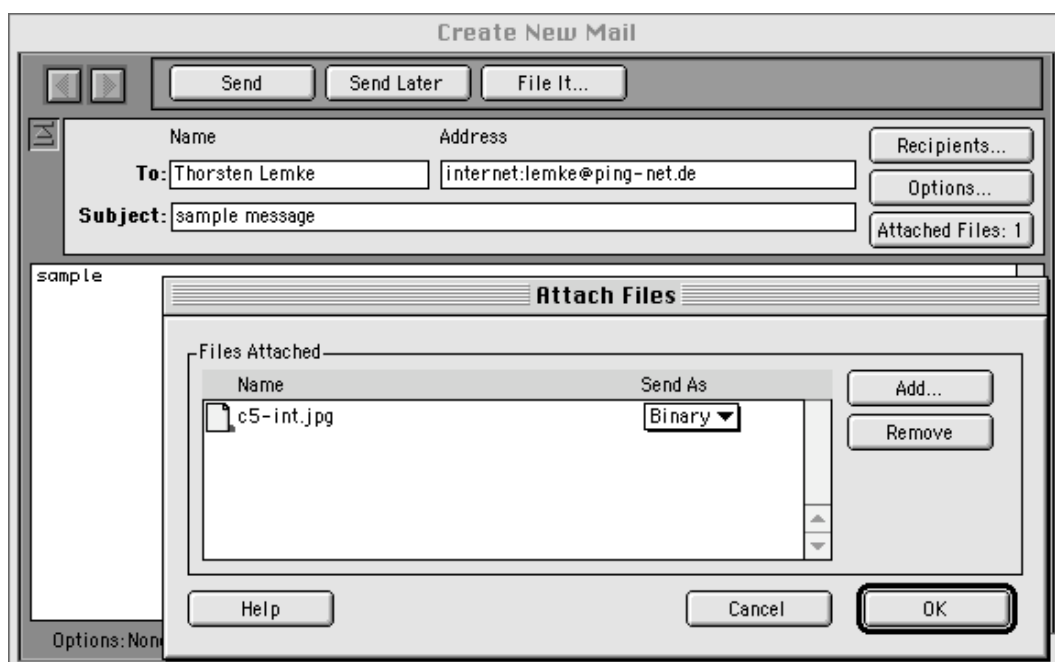 Create New Mail
Send Send Later File It...
Name Address
Recipients...
To: Thorsten Lemke internet:lemke@ping-net.de
Options...
Subject: sample message
Attached Files: 1
sample
Attach Files
Files Attached
Name Send As
Add...
c5-int.jpg Binary
Remove
Help Cancel OK
Options: